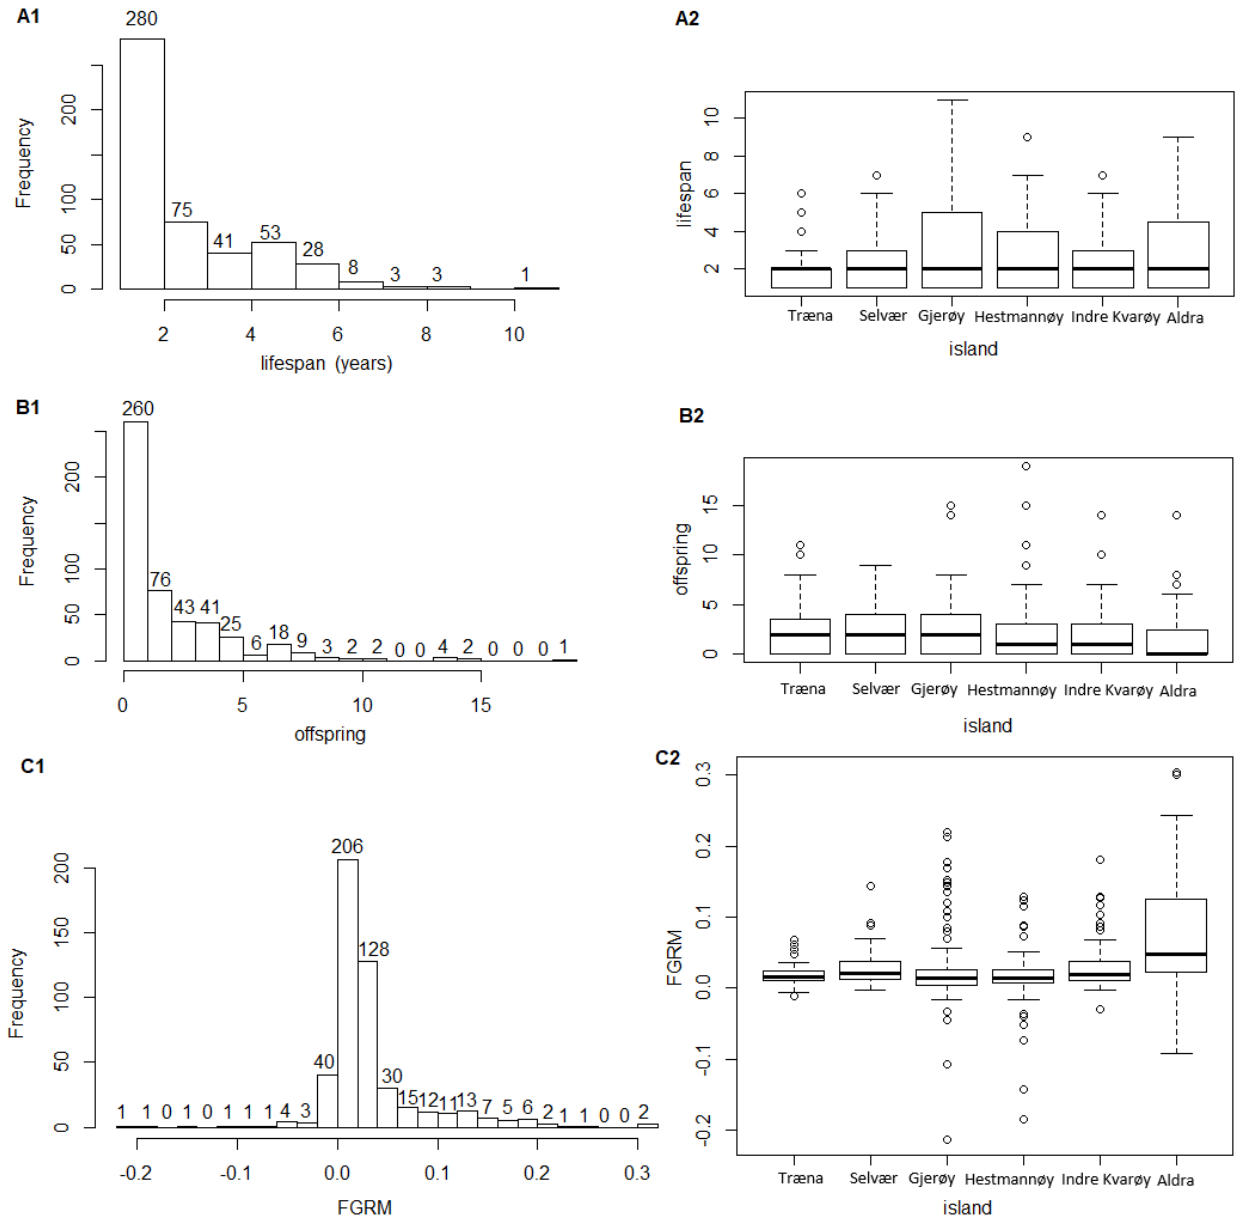 A1
280
Frequency
0 50 100 200
75
41
53
28
8
3
3
1
2 4 6 8 10
lifespan (years)
A2
lifespan
2 4 6 8 10
Træna Selvær Gjerøy Hestmannøy Indre Kvarøy Aldra
island
B1
260
Frequency
0 50 100 200
76
43
41
25
6
18
9
3
2
2
0
0
4
2
0
0
0
1
0 5 10 15
offspring
B2
offspring
0 5 10 15
Træna Selvær Gjerøy Hestmannøy Indre Kvarøy Aldra
island
C1
Frequency
0 50 100 150 200
1 1 0 1 0 1 1 1 4 3 40 206 128 30 15 12 11 13 7 5 6 2 1 1 0 0 2
-0.2 -0.1 0.0 0.1 0.2 0.3
FGRM
C2
FGRM
-0.2 -0.1 0.0 0.1 0.2 0.3
Træna Selvær Gjerøy Hestmannøy Indre Kvarøy Aldra
island